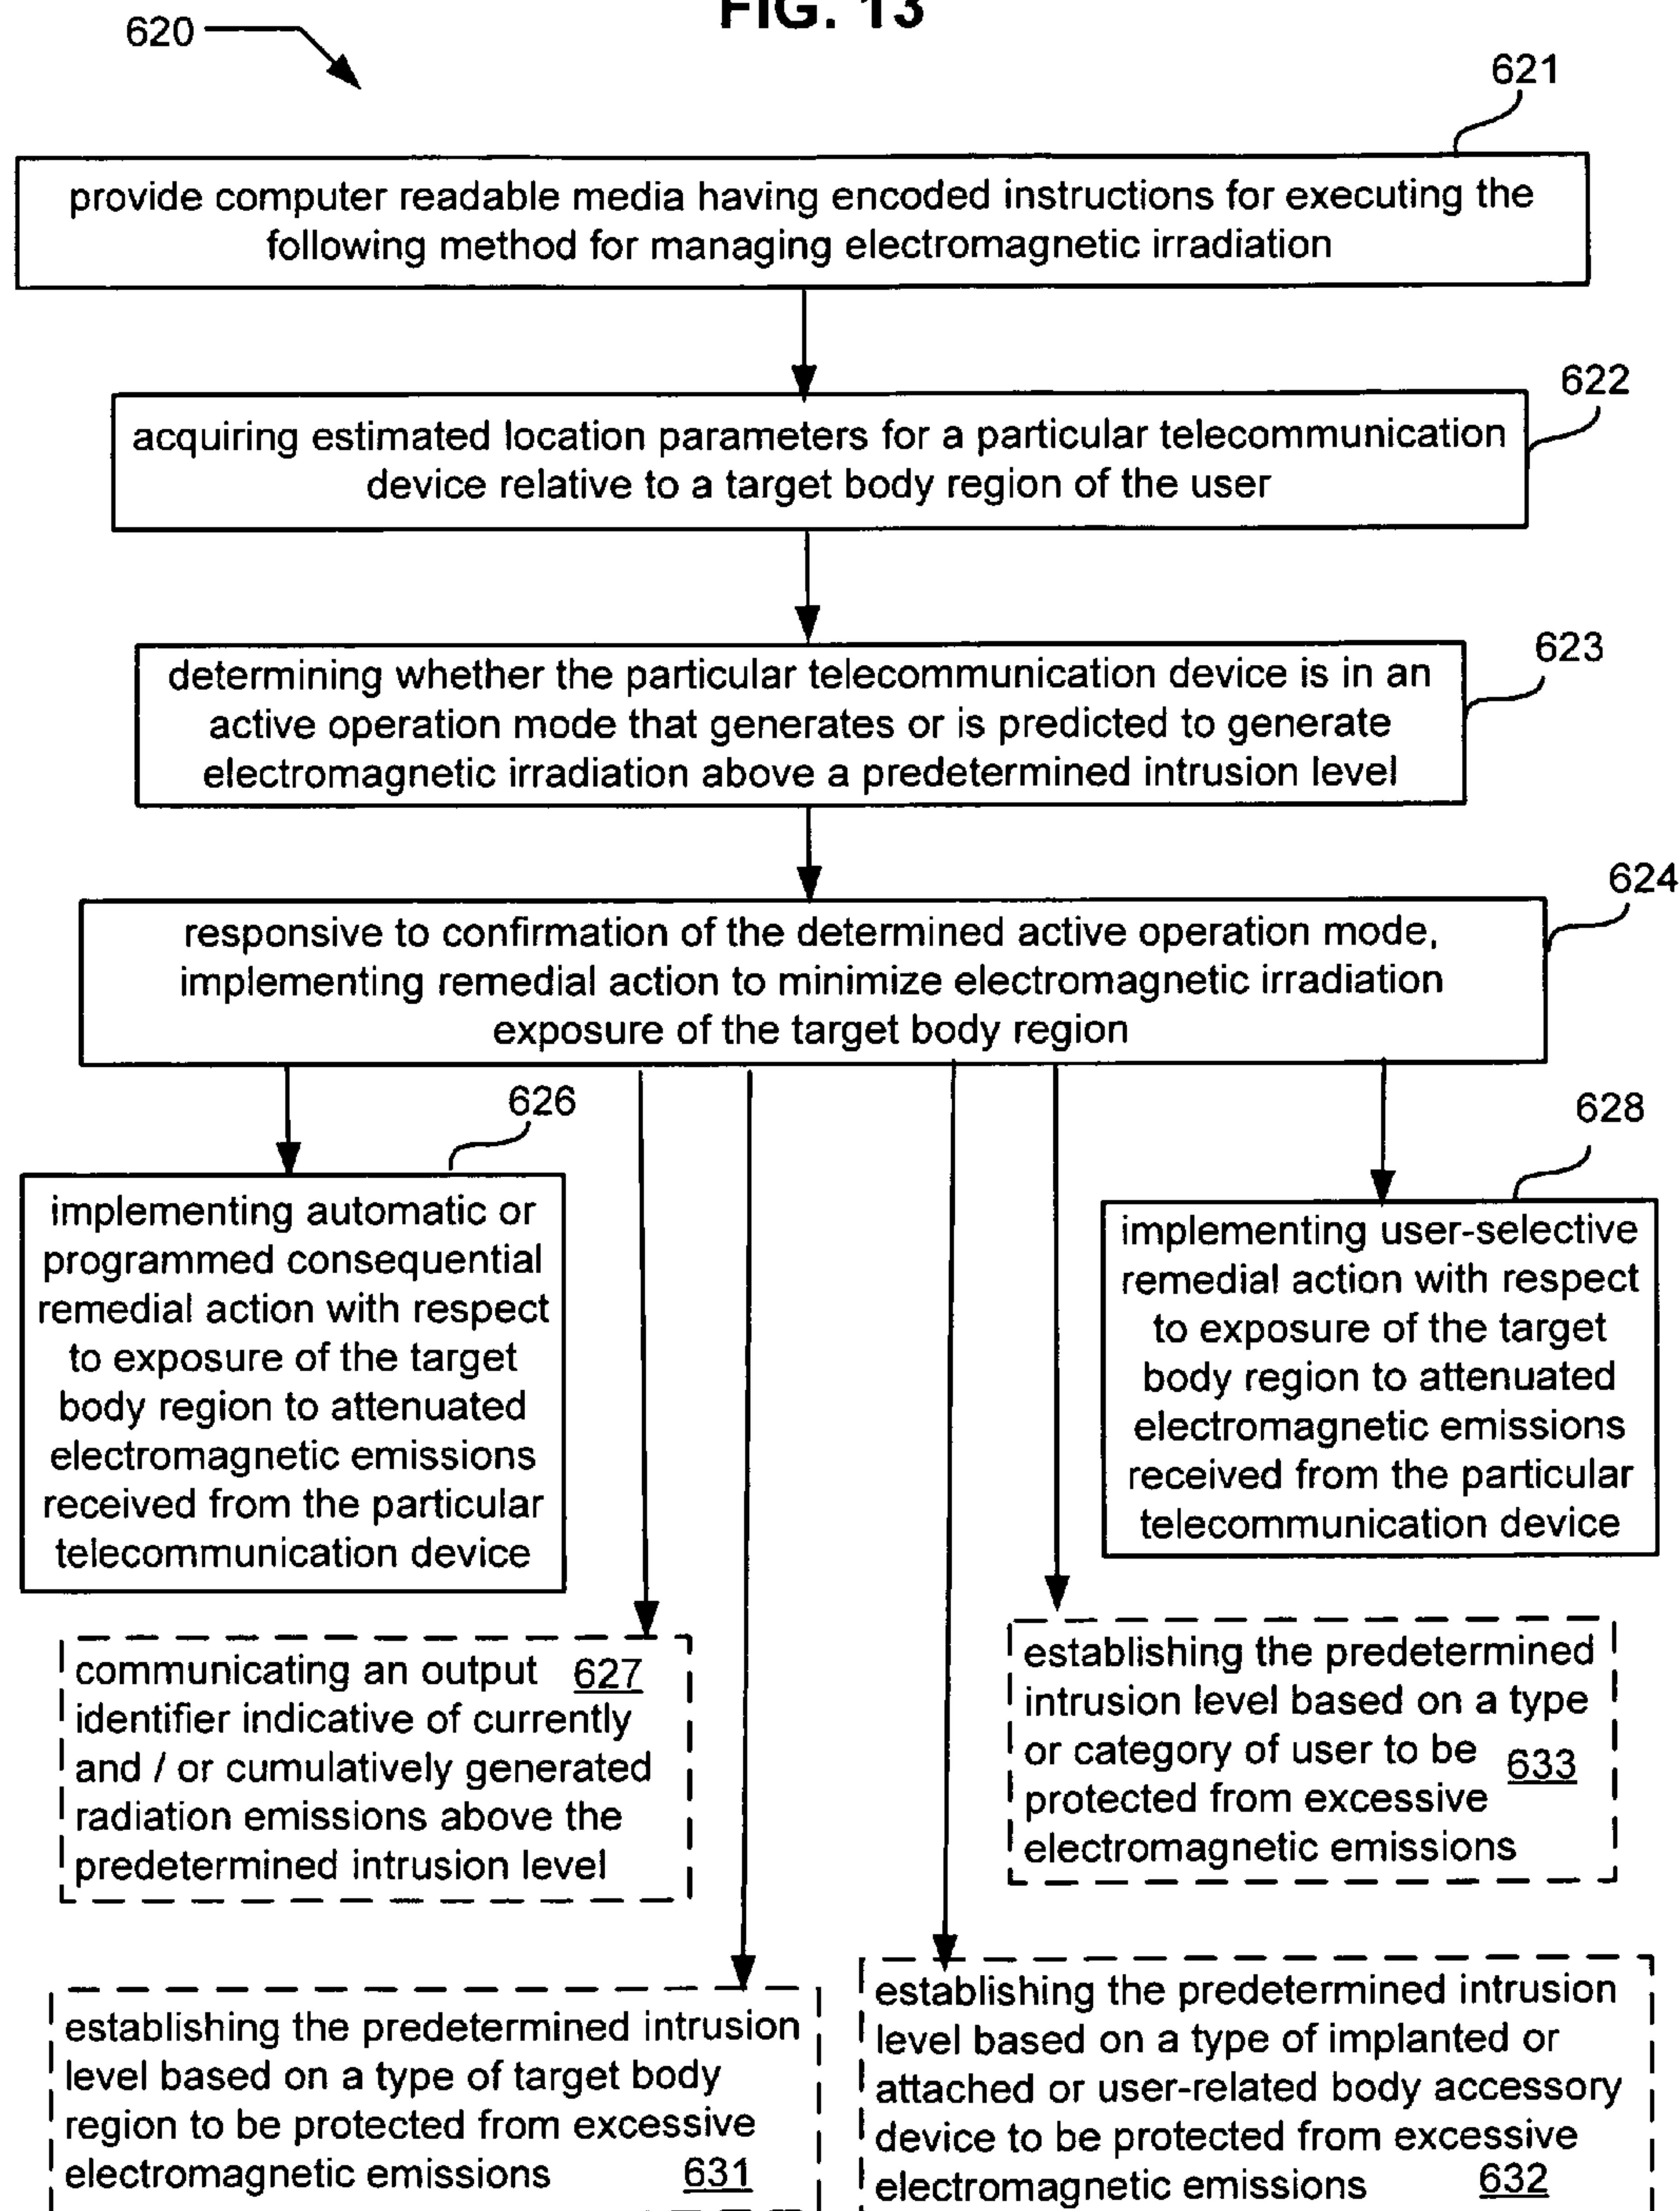 FIG. 13
620
621
provide computer readable media having encoded instructions for executing the
following method for managing electromagnetic irradiation
622
acquiring estimated location parameters for a particular telecommunication
device relative to a target body region of the user
623
determining whether the particular telecommunication device is in an
active operation mode that generates or is predicted to generate
electromagnetic irradiation above a predetermined intrusion level
624
responsive to confirmation of the determined active operation mode,
implementing remedial action to minimize electromagnetic irradiation
exposure of the target body region
626
implementing automatic or
programmed consequential
remedial action with respect
to exposure of the target
body region to attenuated
electromagnetic emissions
received from the particular
telecommunication device
628
implementing user-selective
remedial action with respect
to exposure of the target
body region to attenuated
electromagnetic emissions
received from the particular
telecommunication device
communicating an output 627
identifier indicative of currently
and / or cumulatively generated
radiation emissions above the
predetermined intrusion level
establishing the predetermined
intrusion level based on a type
or category of user to be 633
protected from excessive
electromagnetic emissions
establishing the predetermined intrusion
level based on a type of target body
region to be protected from excessive
electromagnetic emissions 631
establishing the predetermined intrusion
level based on a type of implanted or
attached or user-related body accessory
device to be protected from excessive
electromagnetic emissions 632